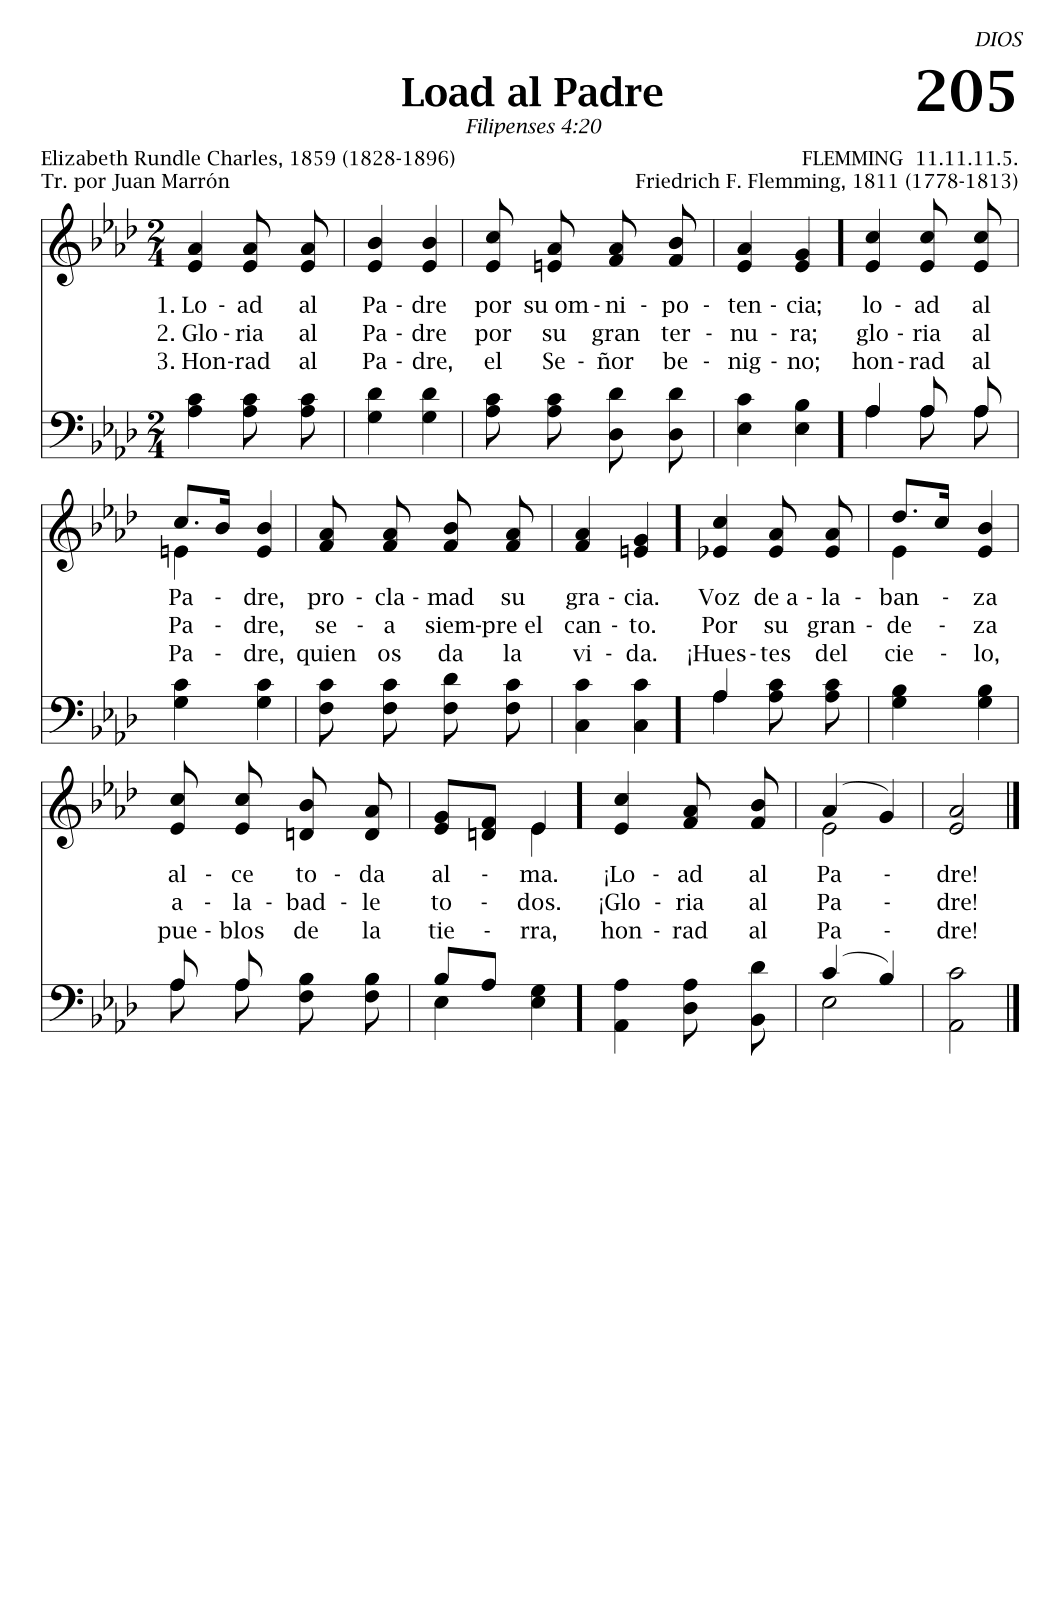 DIOS
Load al Padre
205
Filipenses 4:20
Elizabeth Rundle Charles, 1859 (1828-1896)
FLEMMING 11.11.11.5.
Tr. por Juan Marrón
Friedrich F. Flemming, 1811 (1778-1813)
1. Lo - ad al Pa - dre por su om - ni - po - ten - cia; lo - ad al
2. Glo - ria al Pa - dre por su gran ter - nu - ra; glo - ria al
3. Hon - rad al Pa - dre, el Se - ñor be - nig - no; hon - rad al
Pa - dre, pro - cla - mad su gra - cia. Voz de a - la - ban - za
Pa - dre, se - a siem - pre el can - to. Por su gran - de - za
Pa - dre, quien os da la vi - da. ¡Hues - tes del cie - lo,
al - ce to - da al - ma. ¡Lo - ad al Pa - dre!
a - la - bad - le to - dos. ¡Glo - ria al Pa - dre!
pue - blos de la tie - rra, hon - rad al Pa - dre!